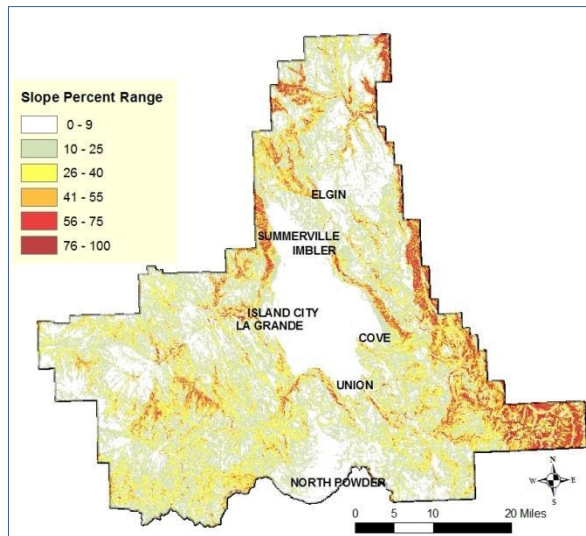 Slope Percent Range
0 - 9
10 - 25
26 - 40
41 - 55
56 - 75
76 - 100
ELGIN
SUMMERVILLE
IMBLER
ISLAND CITY
LA GRANDE
COVE
UNION
NORTH POWDER
N
W E
S
0 5 10 20 Miles